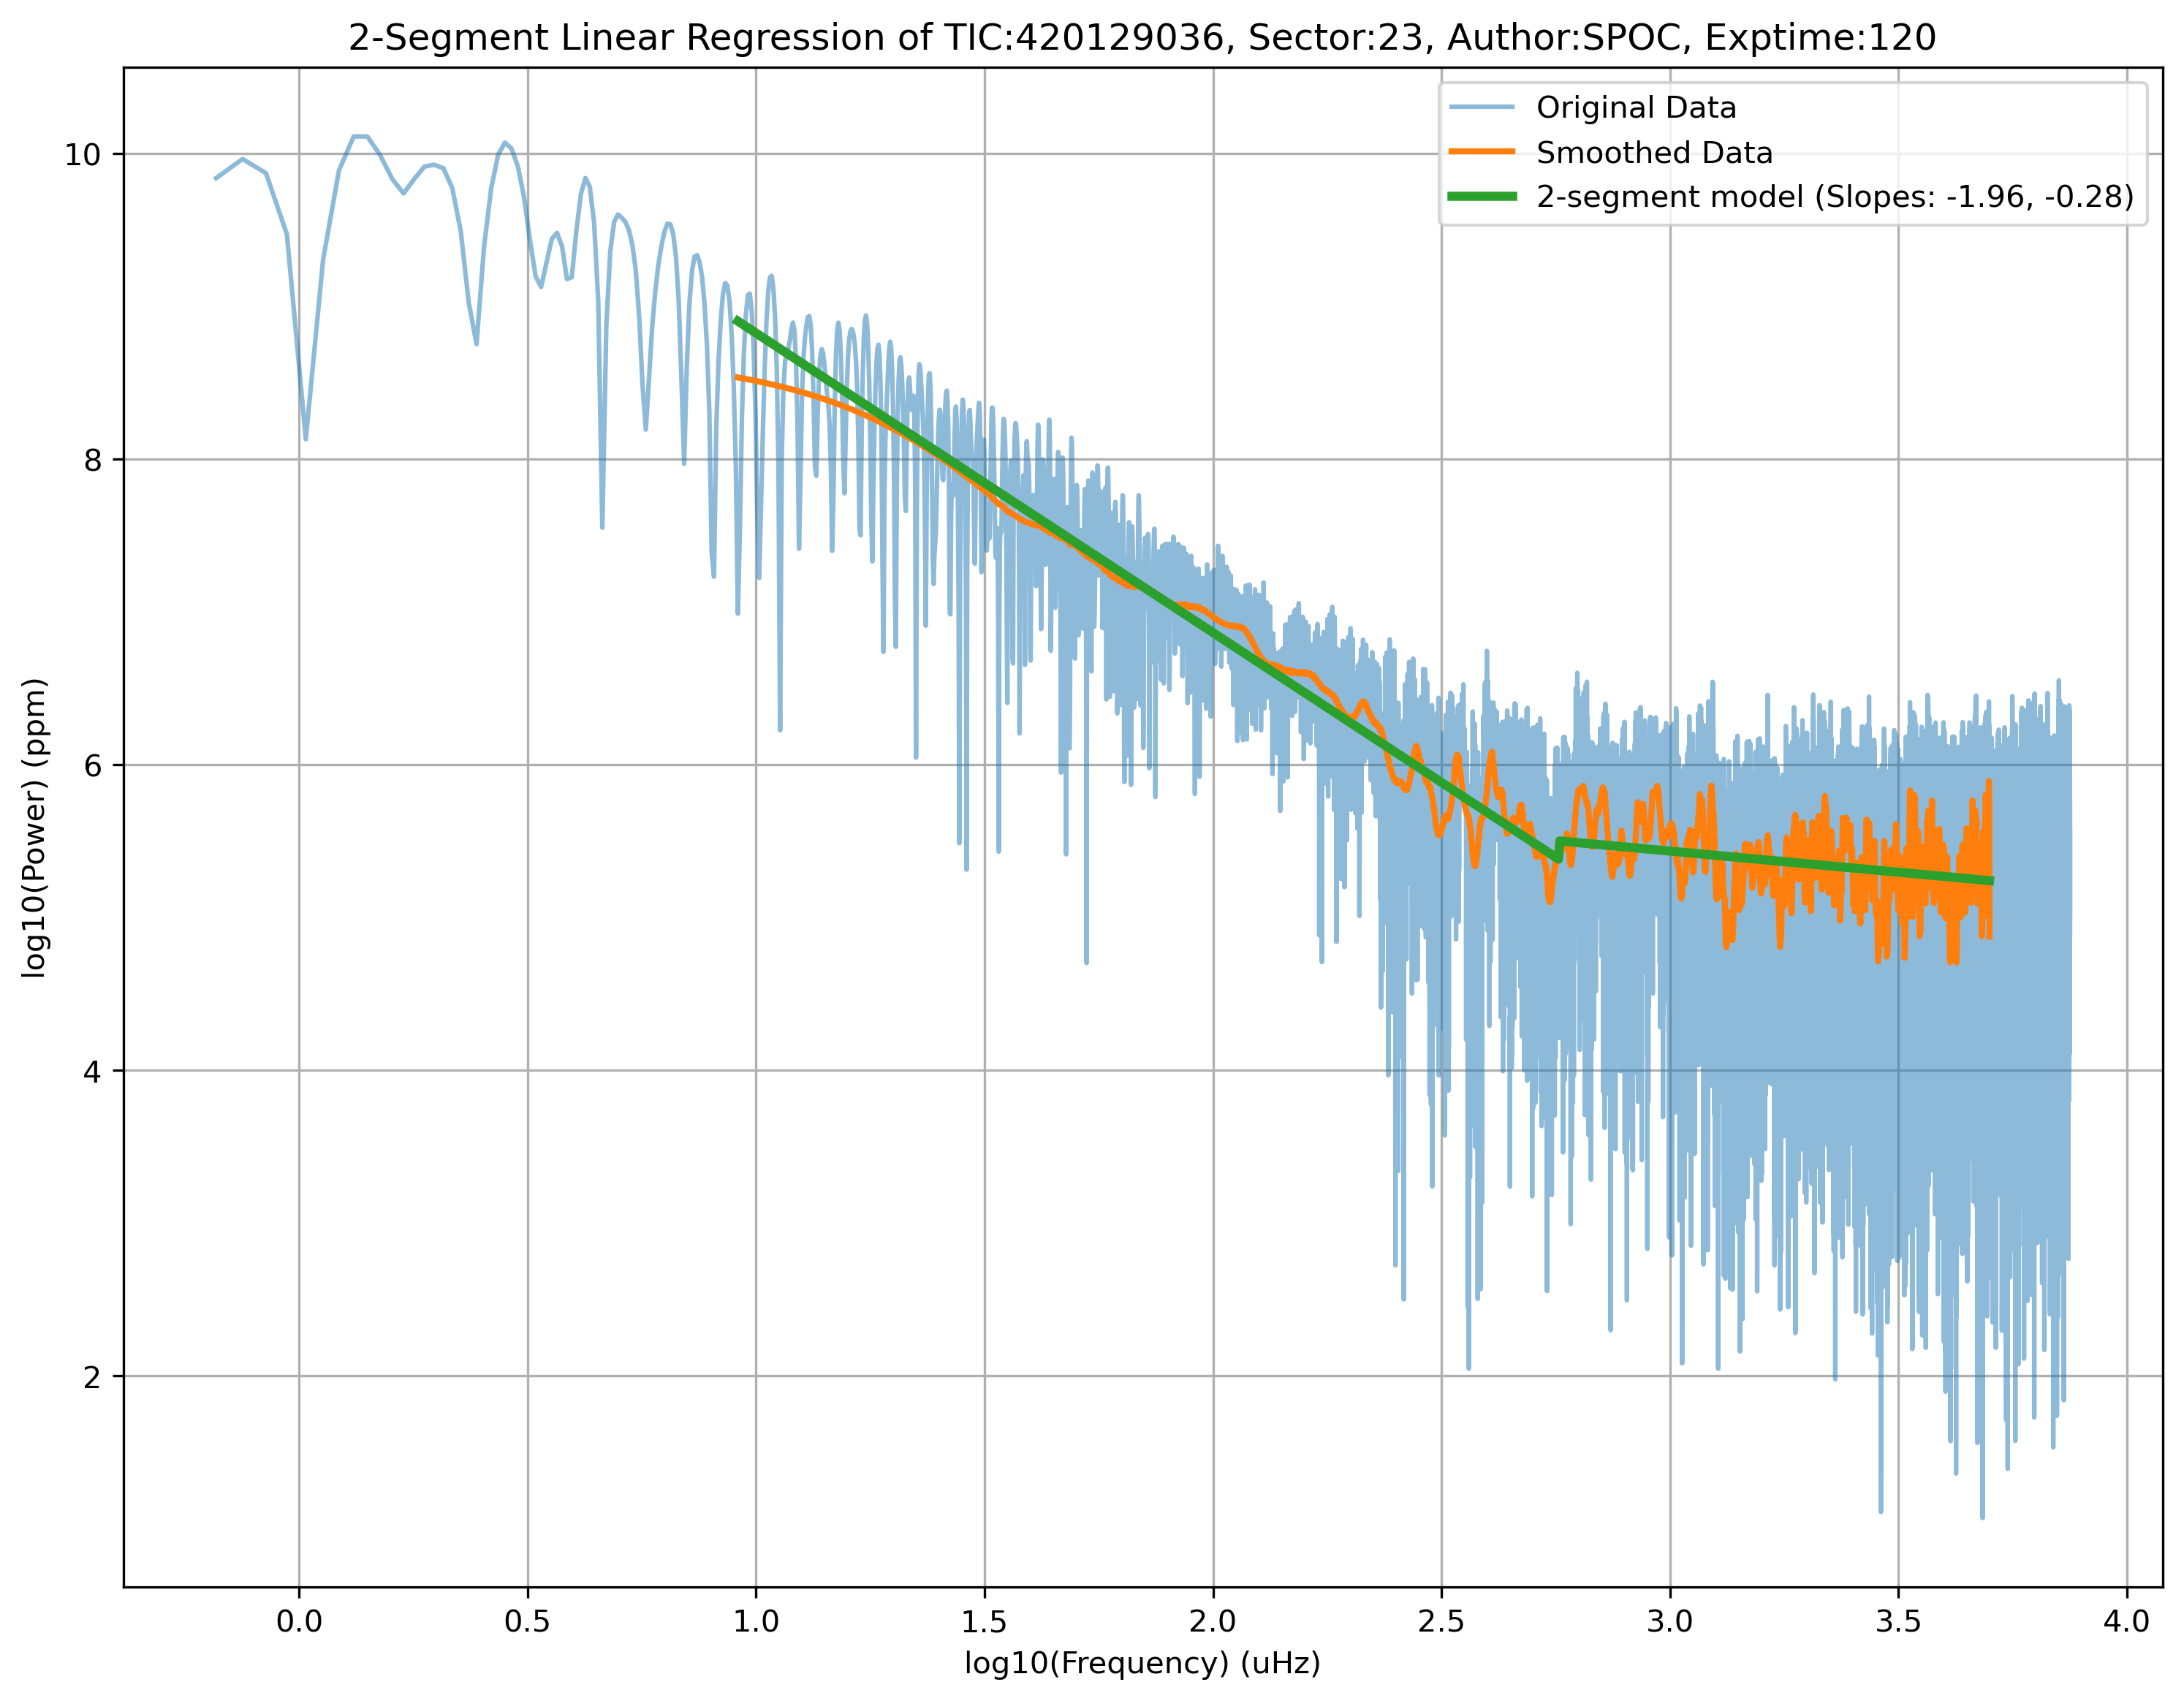 2-Segment Linear Regression of TIC:420129036, Sector:23, Author:SPOC, Exptime:120
Original Data
Smoothed Data
2-segment model (Slopes: -1.96, -0.28)
log10(Power) (ppm)
10
8
6
4
2
0.0 0.5 1.0 1.5 2.0 2.5 3.0 3.5 4.0
log10(Frequency) (uHz)